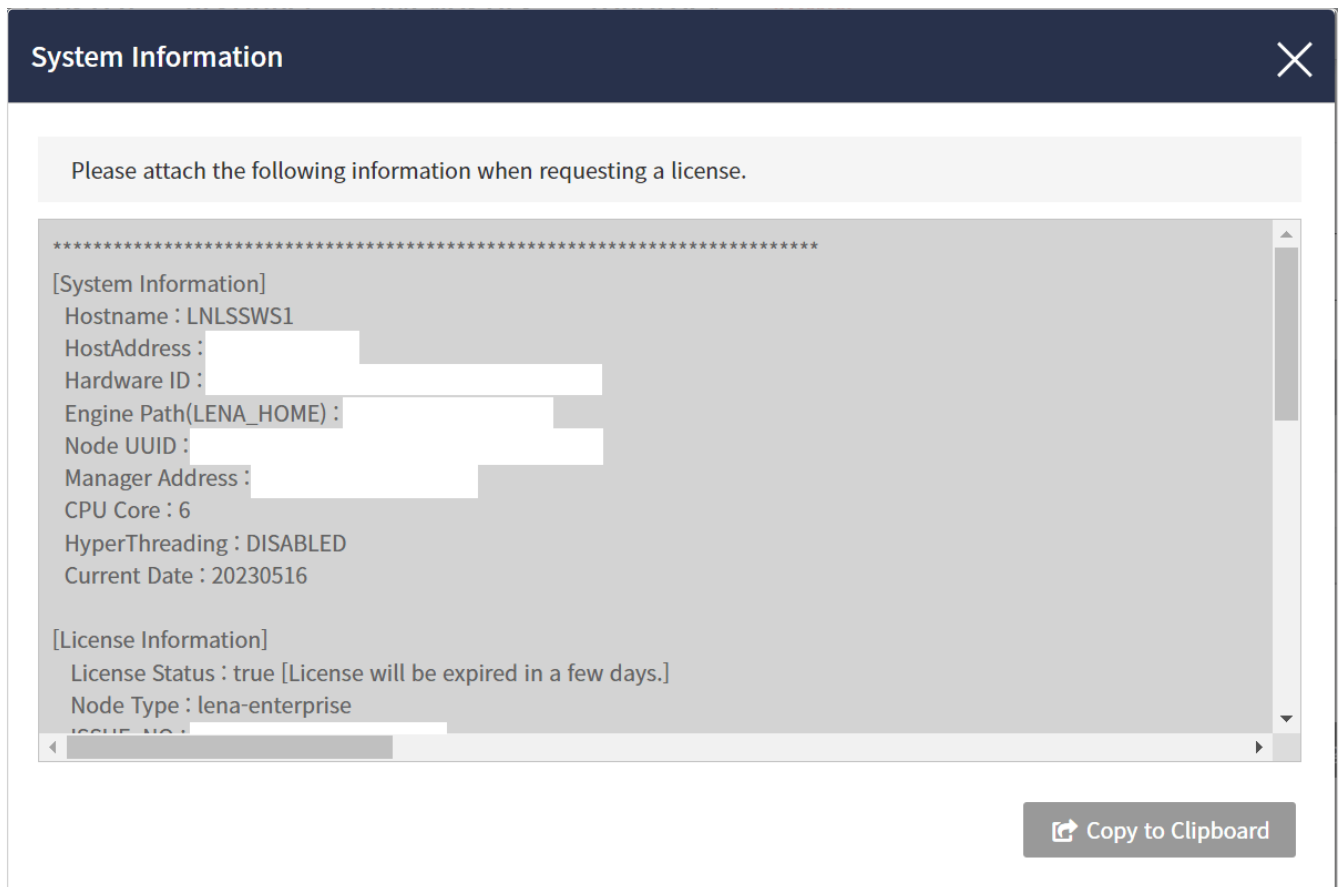 System Information
Please attach the following information when requesting a license.
****************************************************************************
[System Information]
Hostname : LNLSSWS1
HostAddress :
Hardware ID :
Engine Path(LENA_HOME) :
Node UUID :
Manager Address :
CPU Core : 6
HyperThreading : DISABLED
Current Date : 20230516
[License Information]
License Status : true [License will be expired in a few days.]
Node Type : lena-enterprise
ISSUE_NO :
Copy to Clipboard